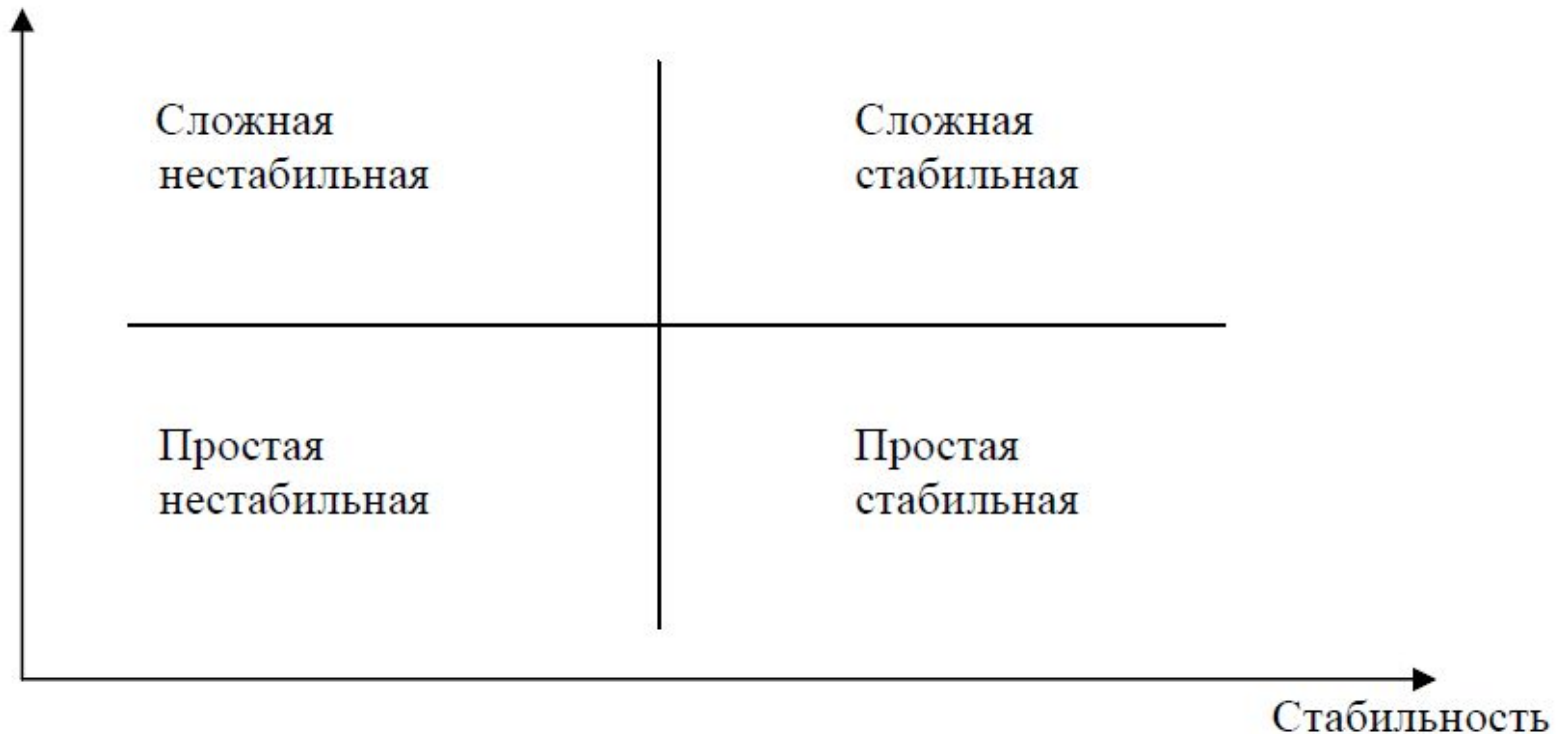 Сложная
нестабильная
Сложная
стабильная
Простая
нестабильная
Простая
стабильная
Стабильность